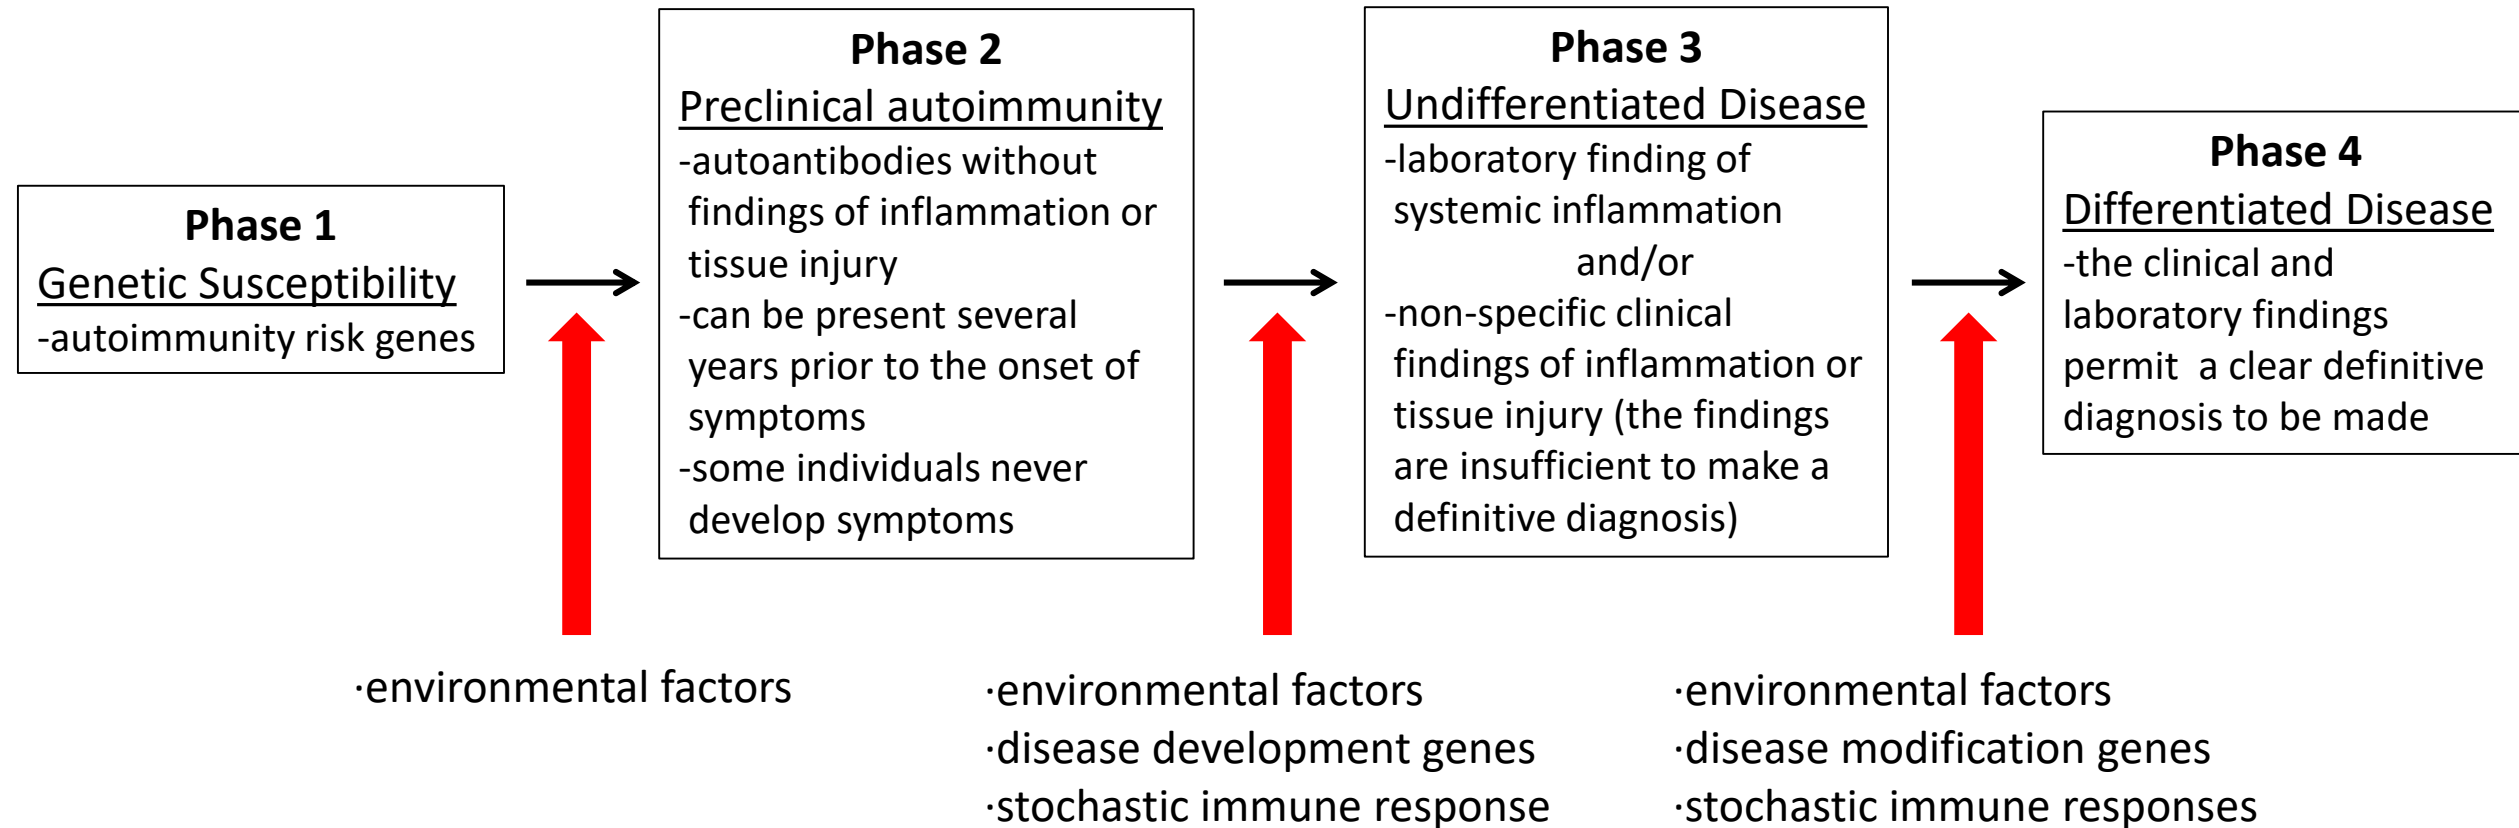 Phase 1
Genetic Susceptibility
-autoimmunity risk genes
Phase 2
Preclinical autoimmunity
-autoantibodies without
findings of inflammation or
tissue injury
-can be present several
years prior to the onset of
symptoms
-some individuals never
develop symptoms
Phase 3
Undifferentiated Disease
-laboratory finding of
systemic inflammation
and/or
-non-specific clinical
findings of inflammation or
tissue injury (the findings
are insufficient to make a
definitive diagnosis)
Phase 4
Differentiated Disease
-the clinical and
laboratory findings
permit  a clear definitive
diagnosis to be made
·environmental factors
·environmental factors
·disease development genes
·stochastic immune response
·environmental factors
·disease modification genes
·stochastic immune responses